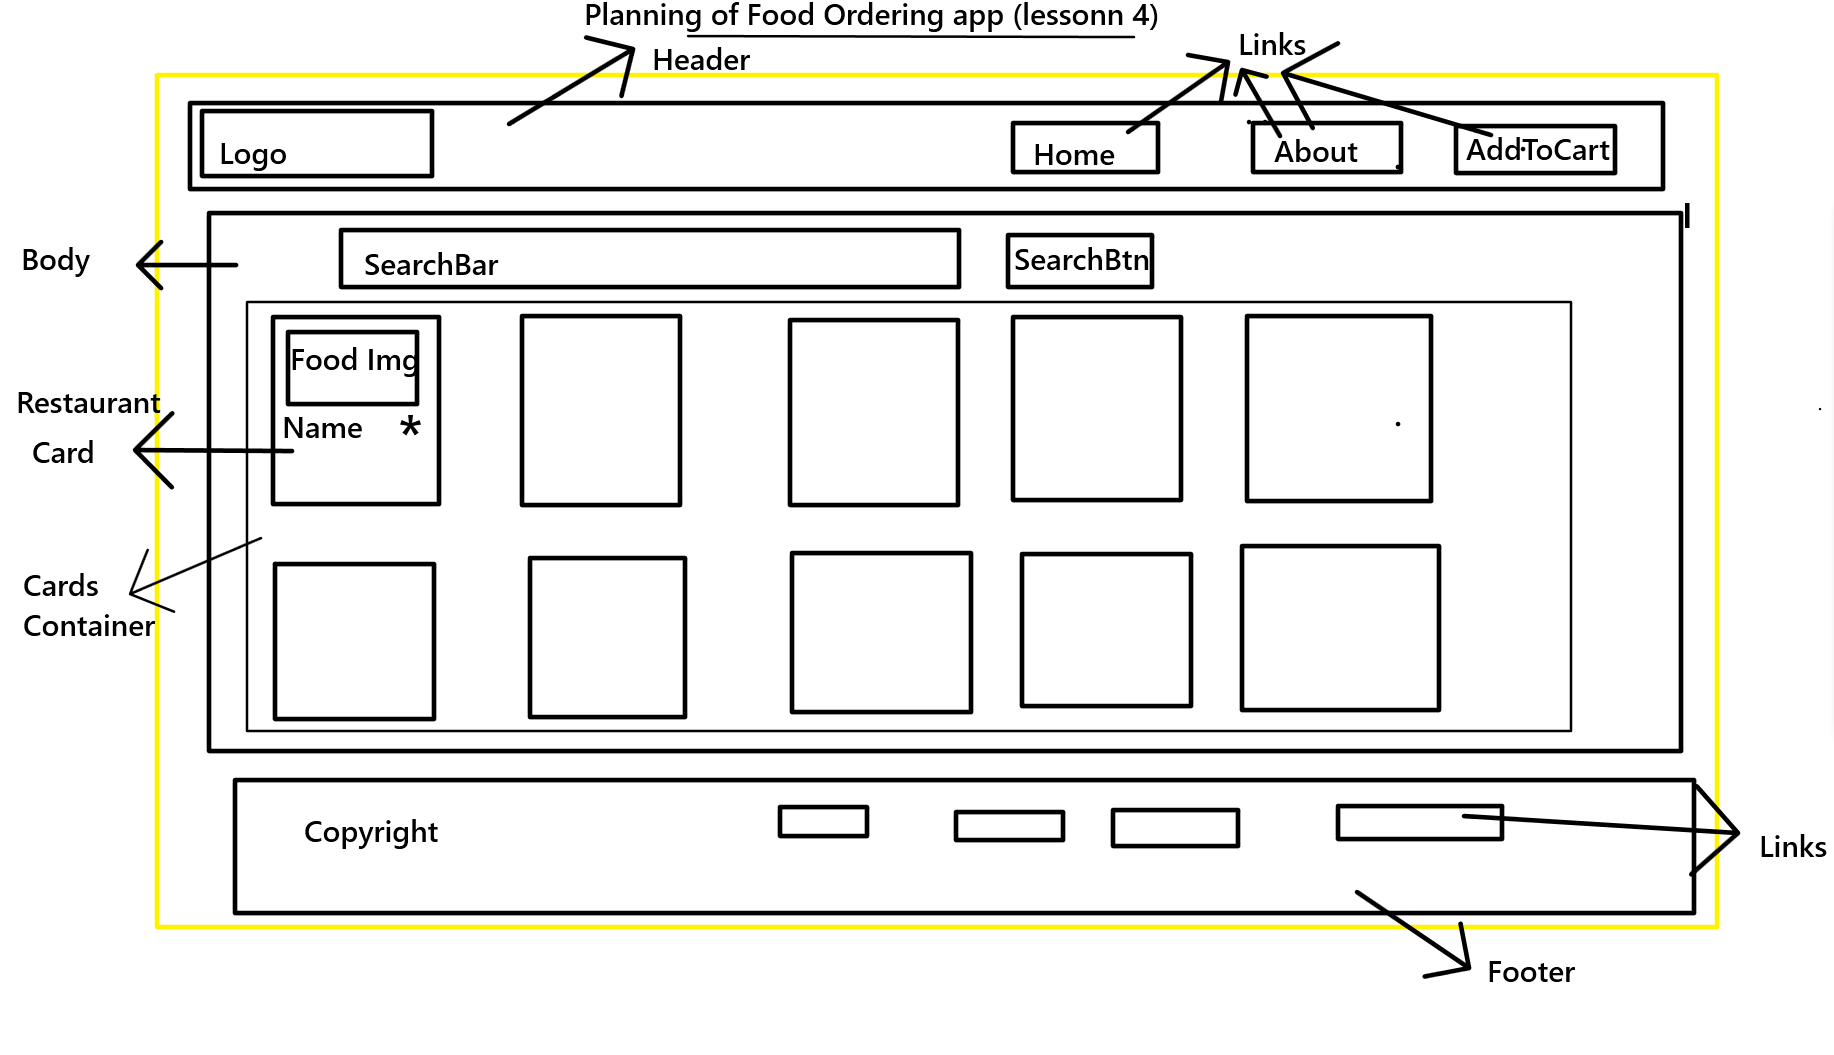 Planning of Food Ordering app (lessonn 4)
Header
Links
Logo
Home
About
AddToCart
Body
SearchBar
SearchBtn
Food Img
Name *
Restaurant
Card
Cards
Container
Copyright
Links
Footer